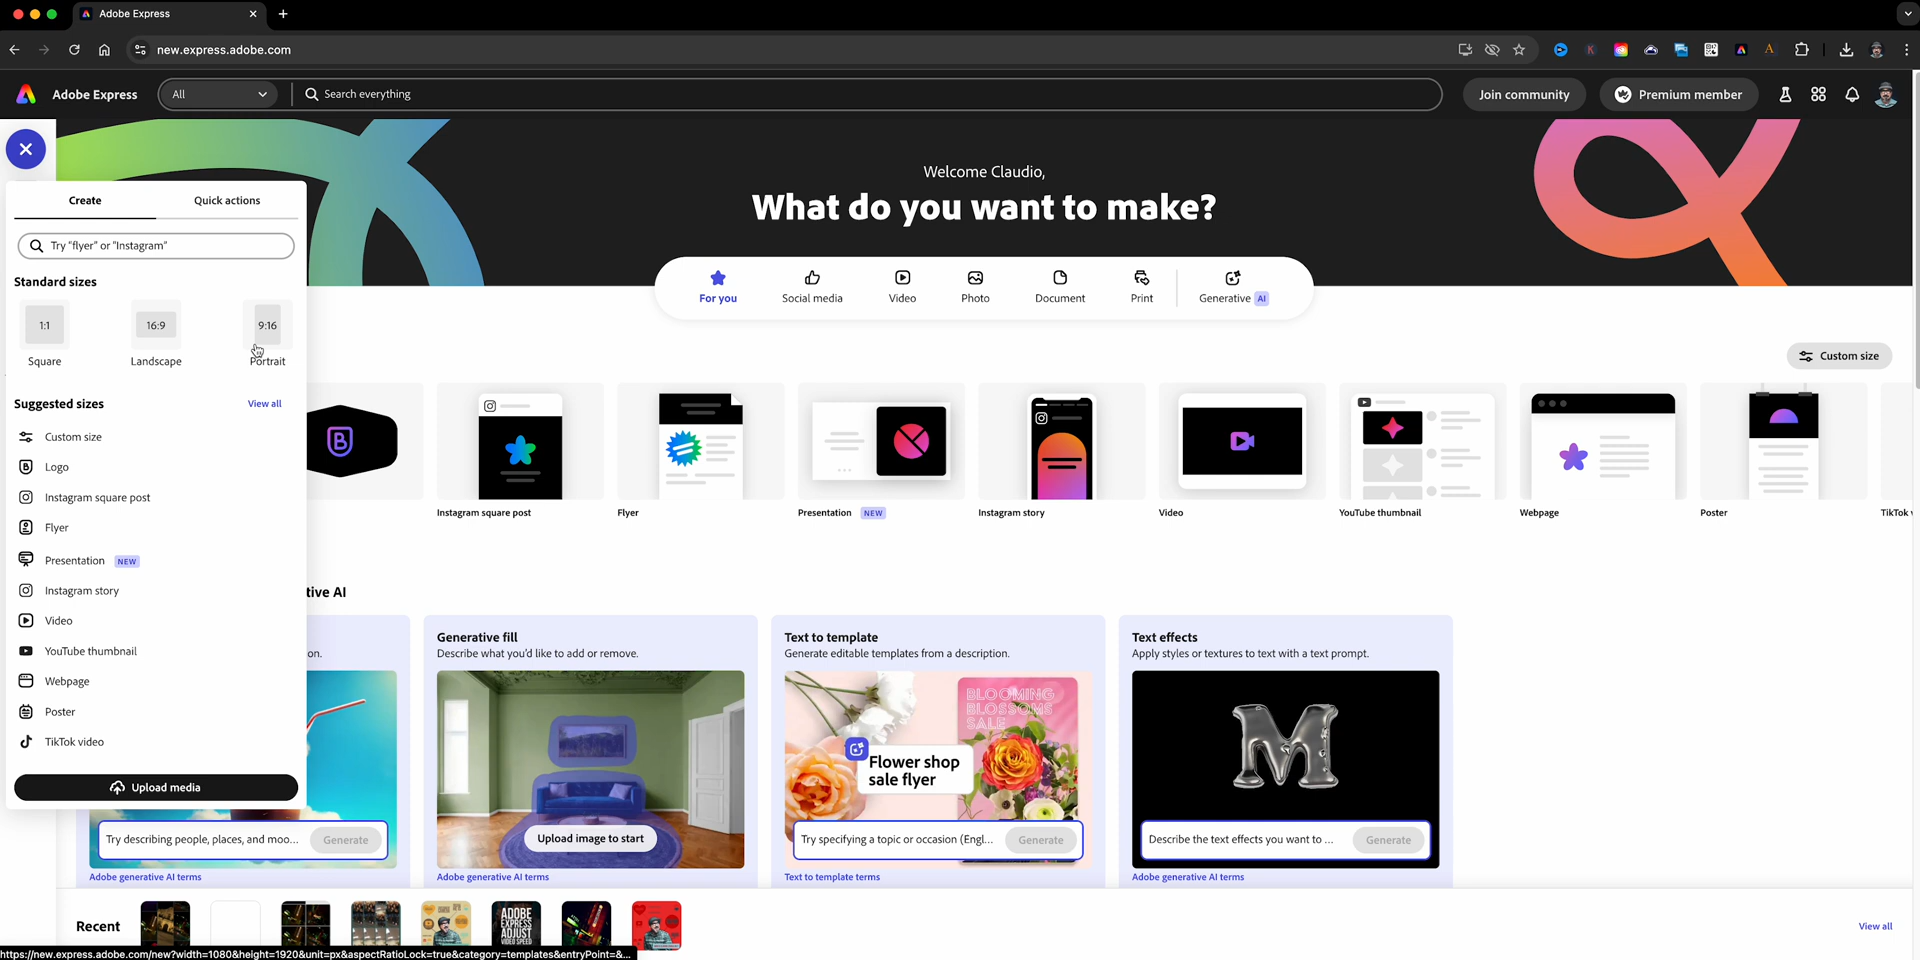 Adobe Express
new.express.adobe.com
Adobe Express
All
Search everything
Join community
Premium member
Create
Quick actions
Try "flyer" or "Instagram"
Standard sizes
1:1
16:9
9:16
Square
Landscape
Portrait
Suggested sizes
View all
Custom size
Logo
Instagram square post
Flyer
Presentation NEW
Instagram story
Video
YouTube thumbnail
Webpage
Poster
TikTok video
Upload media
Welcome Claudio,
What do you want to make?
For you
Social media
Video
Photo
Document
Print
Generative AI
Custom size
Instagram square post
Flyer
Presentation NEW
Instagram story
Video
YouTube thumbnail
Webpage
Poster
TikTok
tive AI
on.
Try describing people, places, and moo...
Generate
Adobe generative AI terms
Generative fill
Describe what you'd like to add or remove.
Upload image to start
Adobe generative AI terms
Text to template
Generate editable templates from a description.
BLOOMING
BLOSSOMS
SALE
Flower shop
sale flyer
Try specifying a topic or occasion (Engl...
Generate
Text to template terms
Text effects
Apply styles or textures to text with a text prompt.
M
Describe the text effects you want to ...
Generate
Adobe generative AI terms
Recent
ADOBE
EXPRESS
ADJUST
VIDEO SPEED
View all
https://new.express.adobe.com/new?width=1080&height=1920&unit=px&aspectRatioLock=true&category=templates&entryPoint=&...